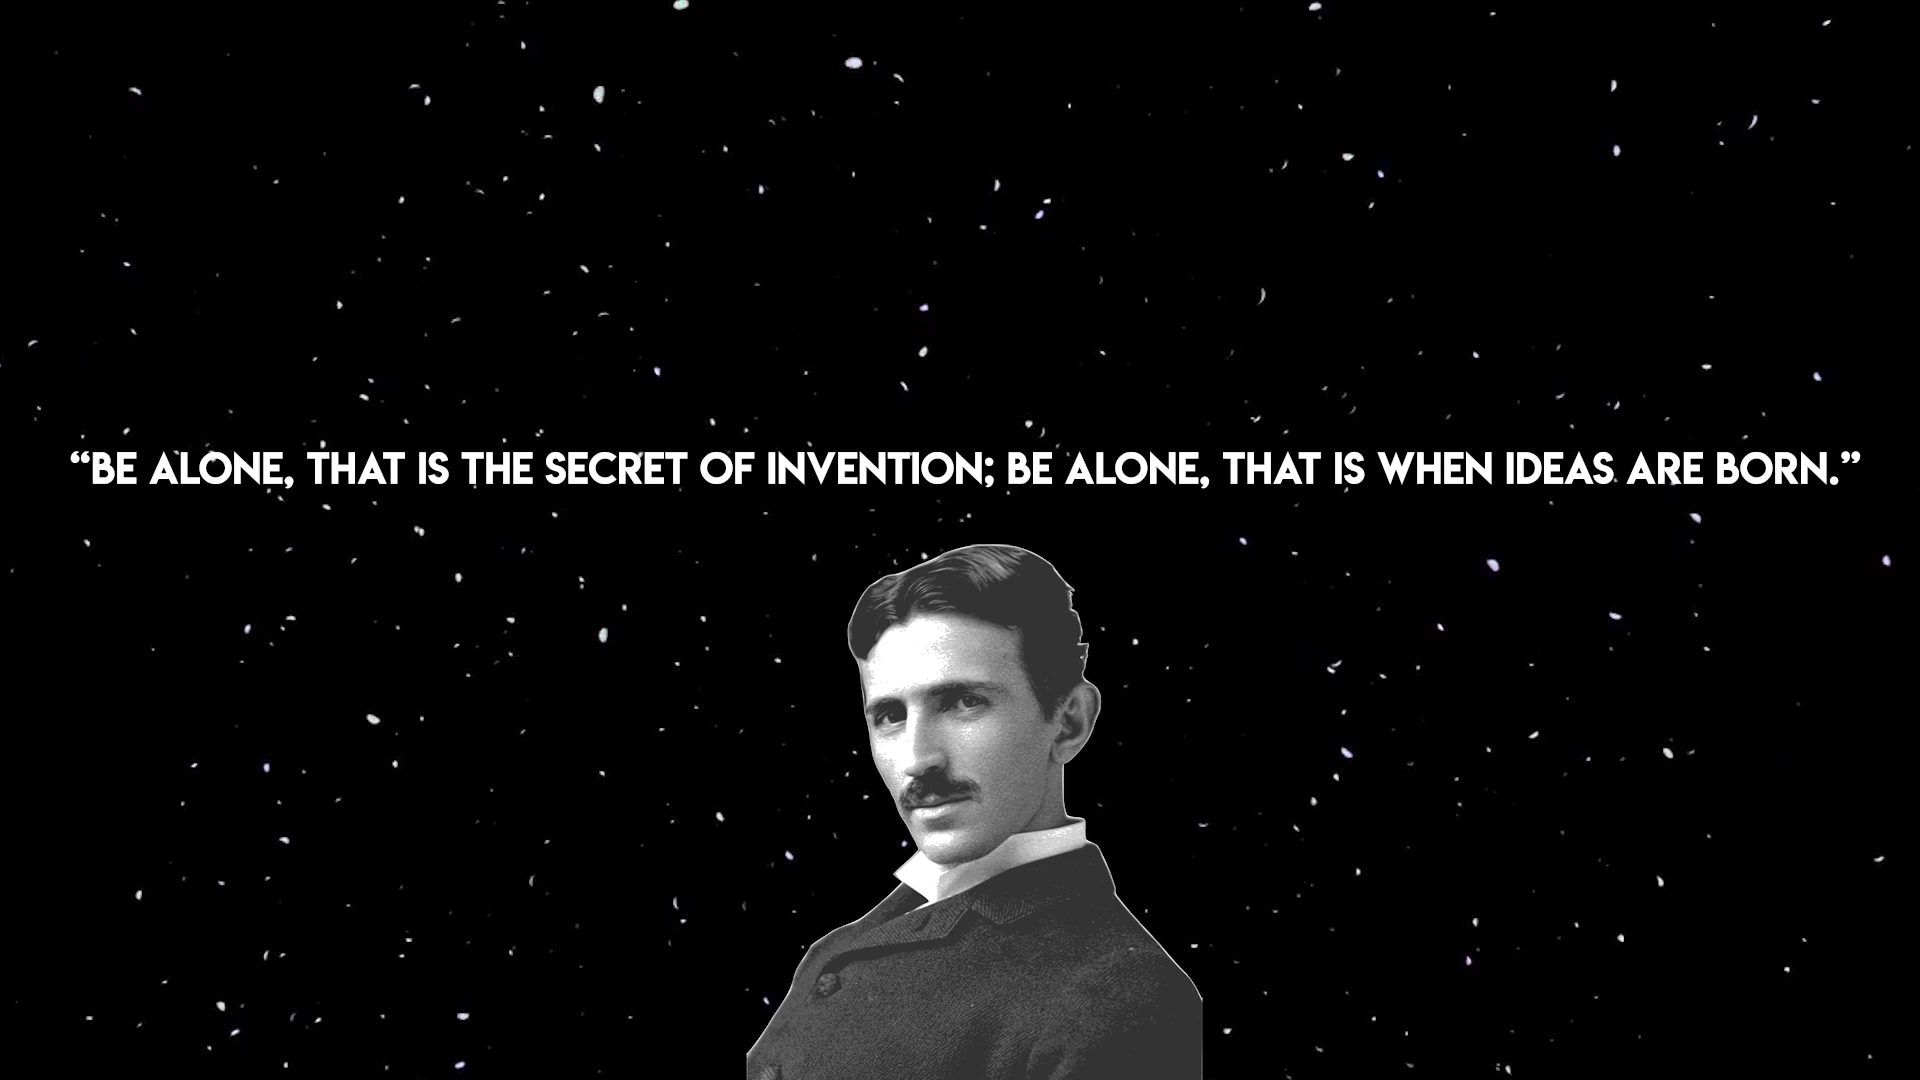 “BE ALONE, THAT IS THE SECRET OF INVENTION; BE ALONE, THAT IS WHEN IDEAS ARE BORN.”